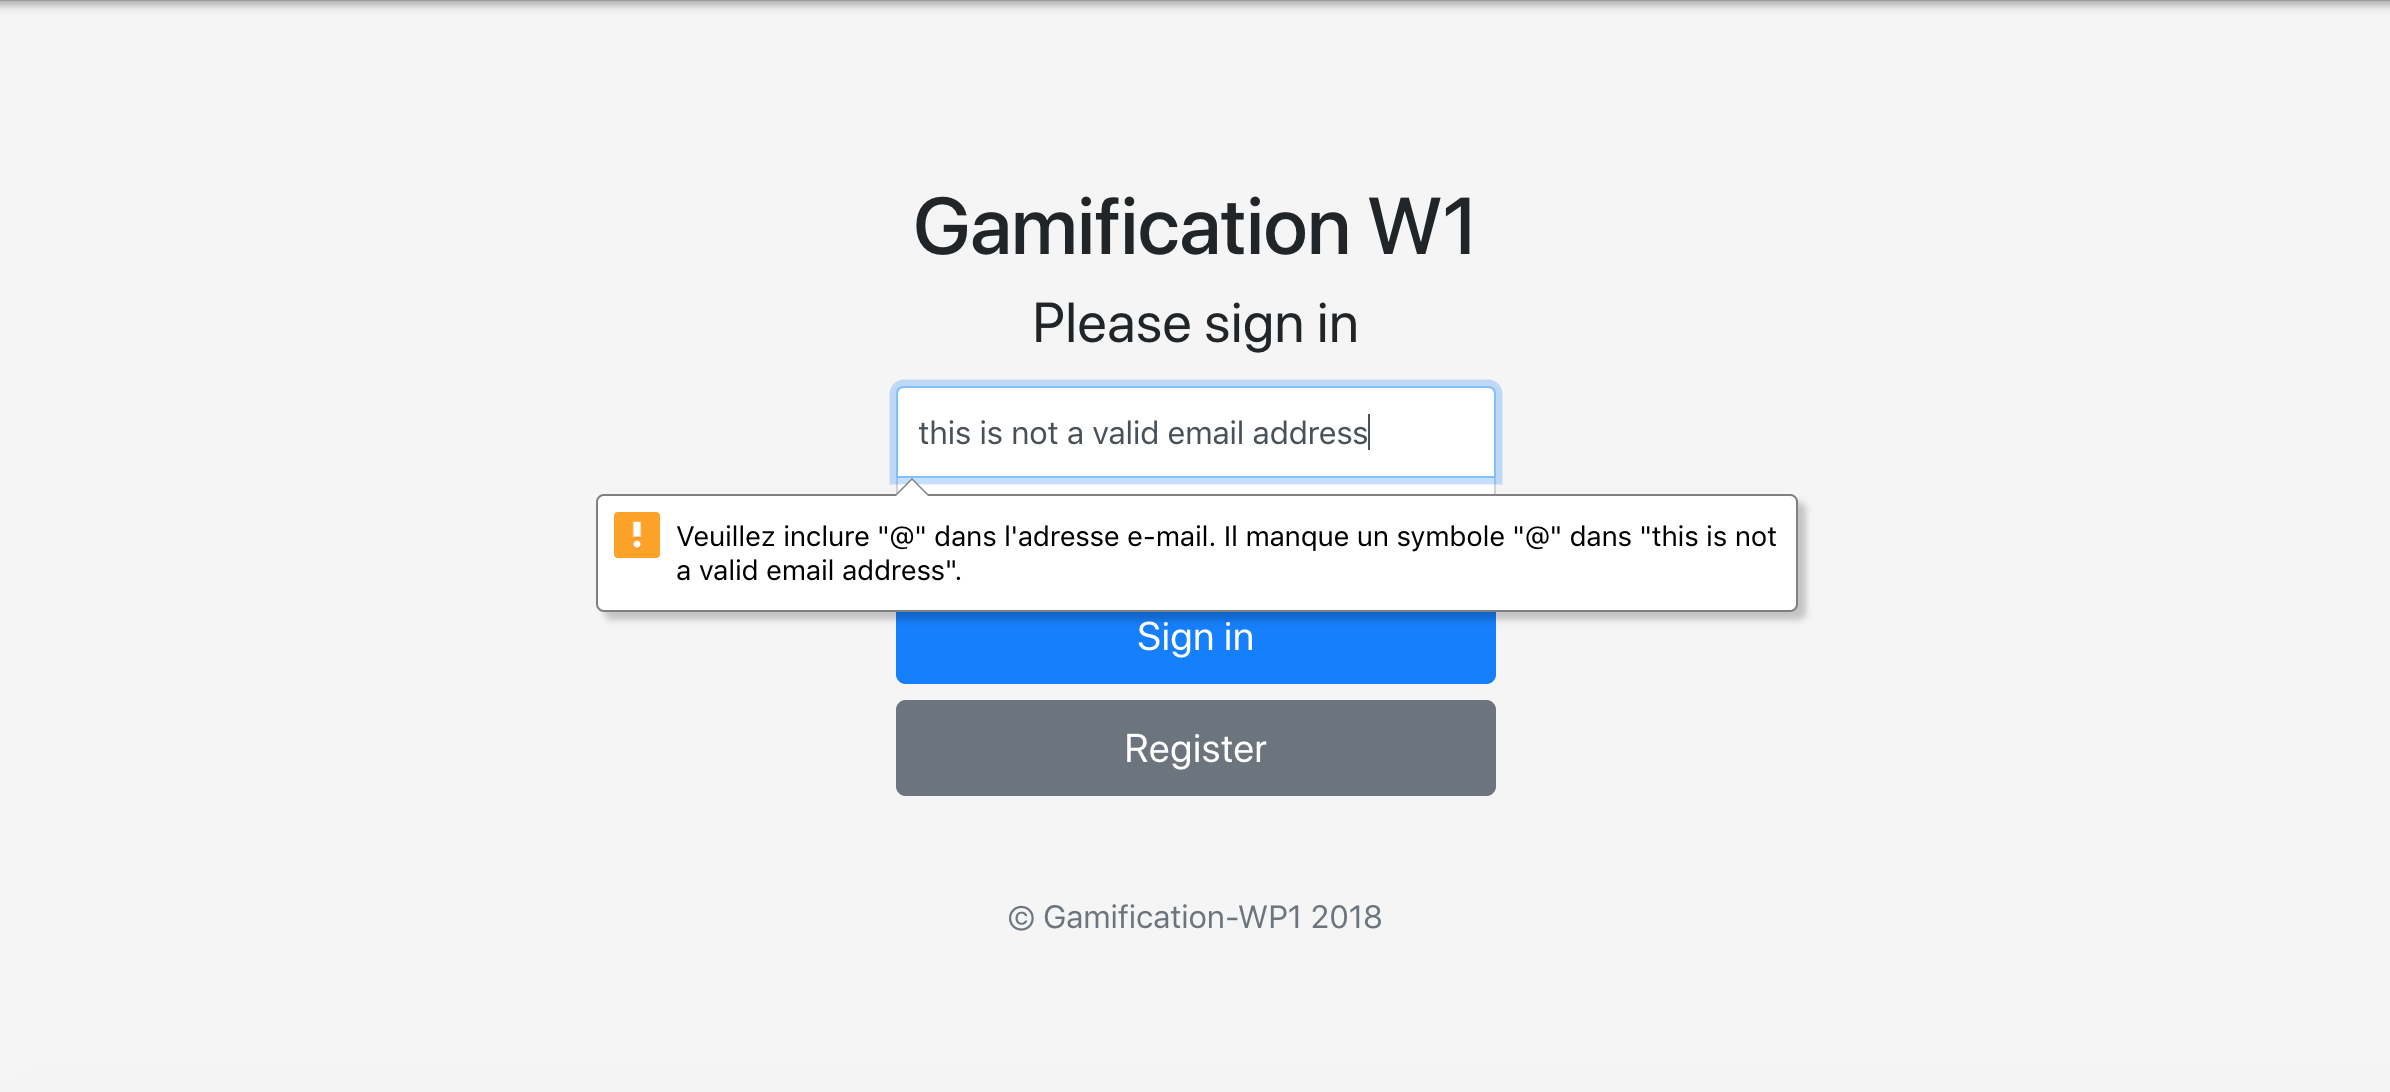 Gamification W1
Please sign in
this is not a valid email address
Veuillez inclure "@" dans l'adresse e-mail. Il manque un symbole "@" dans "this is not
a valid email address".
Sign in
Register
© Gamification-WP1 2018